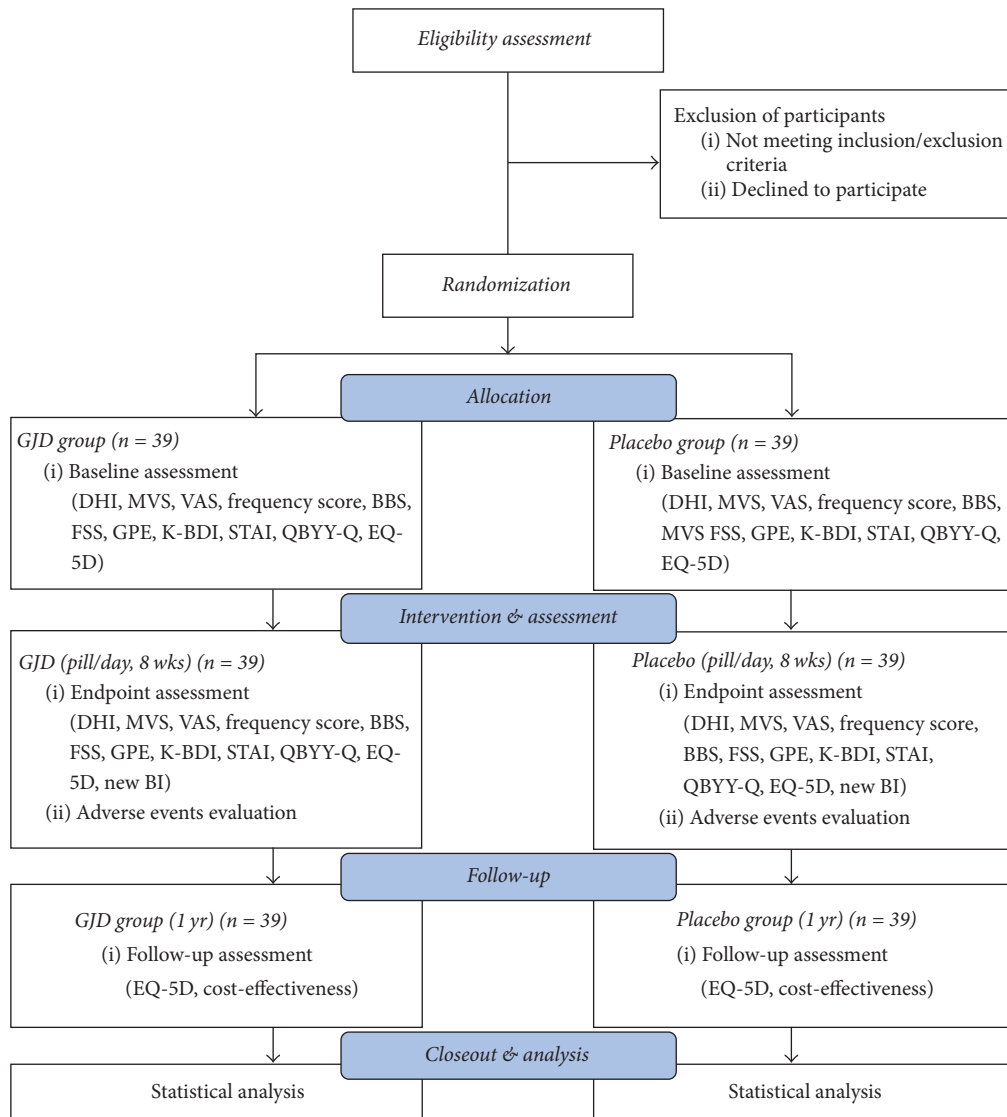 Eligibility assessment
Exclusion of participants
(i) Not meeting inclusion/exclusion
criteria
(ii) Declined to participate
Randomization
Allocation
GJD group (n = 39)
(i) Baseline assessment
(DHI, MVS, VAS, frequency score, BBS,
FSS, GPE, K-BDI, STAI, QBYY-Q, EQ-
5D)
Placebo group (n = 39)
(i) Baseline assessment
(DHI, MVS, VAS, frequency score, BBS,
MVS FSS, GPE, K-BDI, STAI, QBYY-Q,
EQ-5D)
Intervention & assessment
GJD (pill/day, 8 wks) (n = 39)
(i) Endpoint assessment
(DHI, MVS, VAS, frequency score, BBS,
FSS, GPE, K-BDI, STAI, QBYY-Q, EQ-
5D, new BI)
(ii) Adverse events evaluation
Placebo (pill/day, 8 wks) (n = 39)
(i) Endpoint assessment
(DHI, MVS, VAS, frequency score,
BBS, FSS, GPE, K-BDI, STAI,
QBYY-Q, EQ-5D, new BI)
(ii) Adverse events evaluation
Follow-up
GJD group (1 yr) (n = 39)
(i) Follow-up assessment
(EQ-5D, cost-effectiveness)
Placebo group (1 yr) (n = 39)
(i) Follow-up assessment
(EQ-5D, cost-effectiveness)
Closeout & analysis
Statistical analysis
Statistical analysis